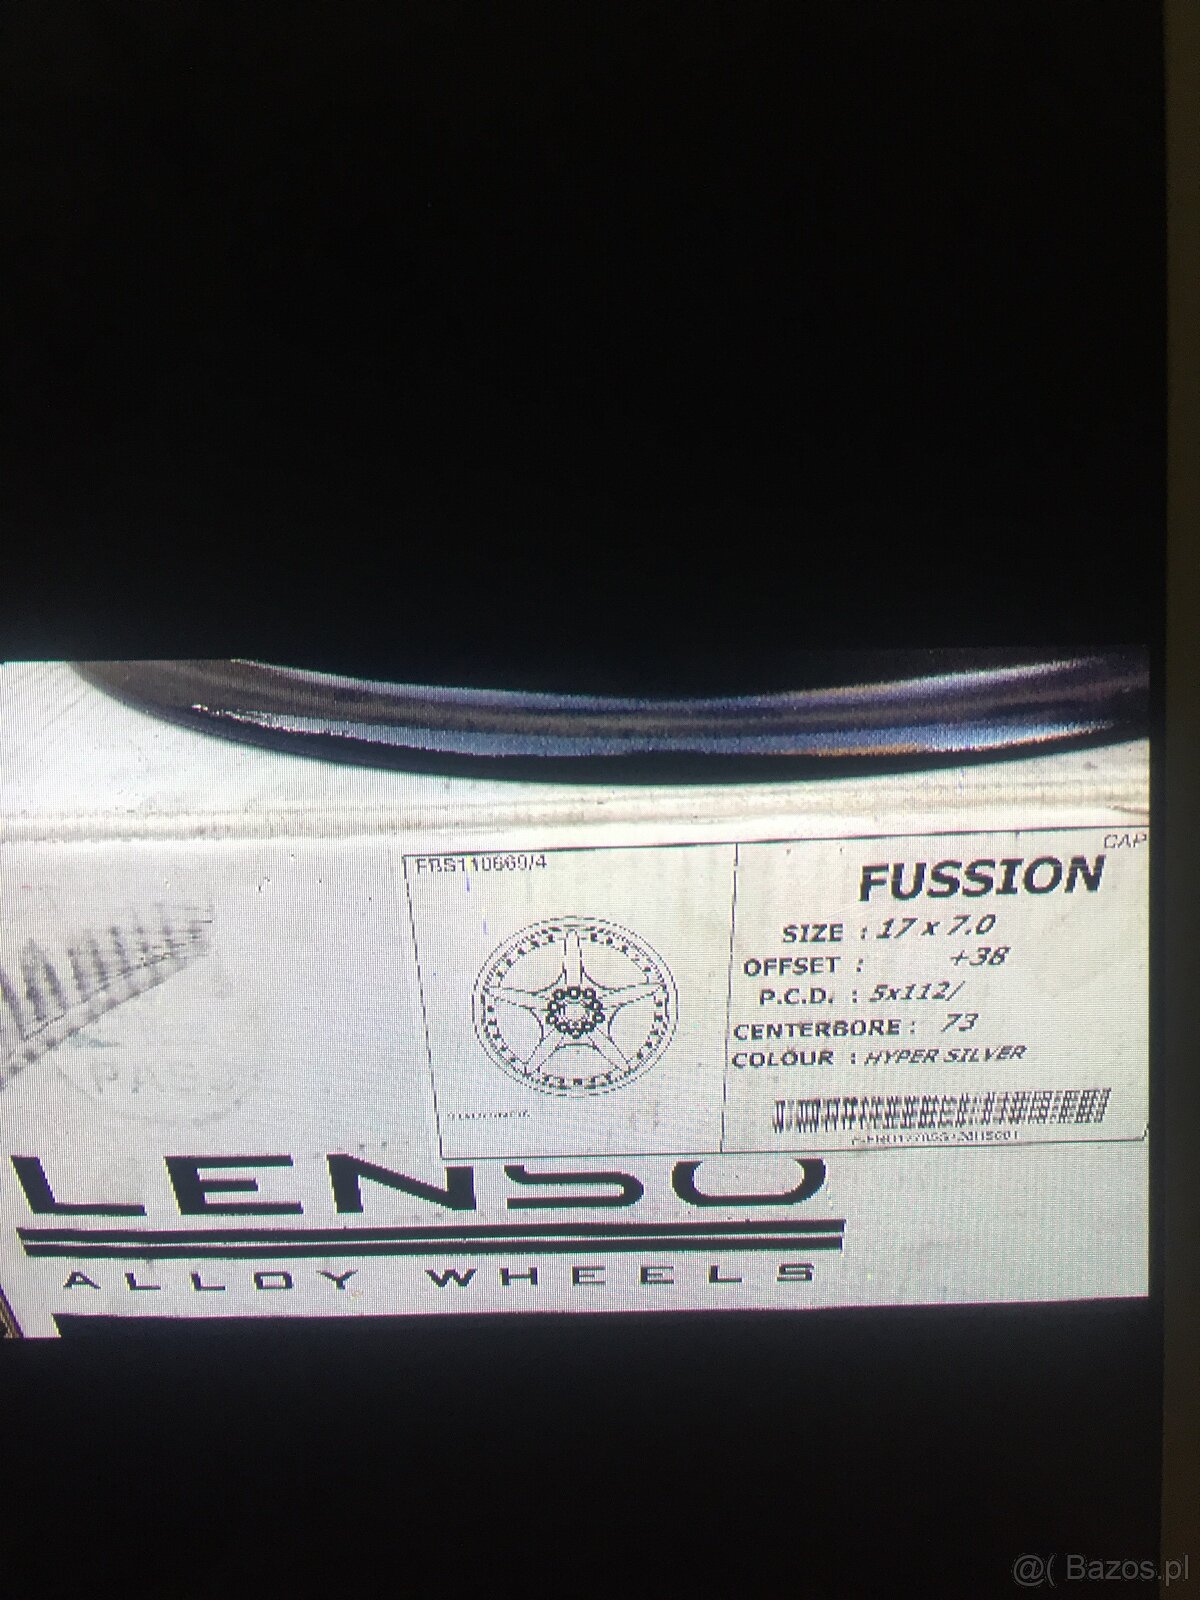 CAP
FBS110669/4
FUSSION
SIZE : 17 x 7.0
OFFSET : +38
P.C.D. : 5x112/
CENTERBORE : 73
COLOUR : HYPER SILVER
LENSO
ALLOY WHEELS
@( Bazos.pl